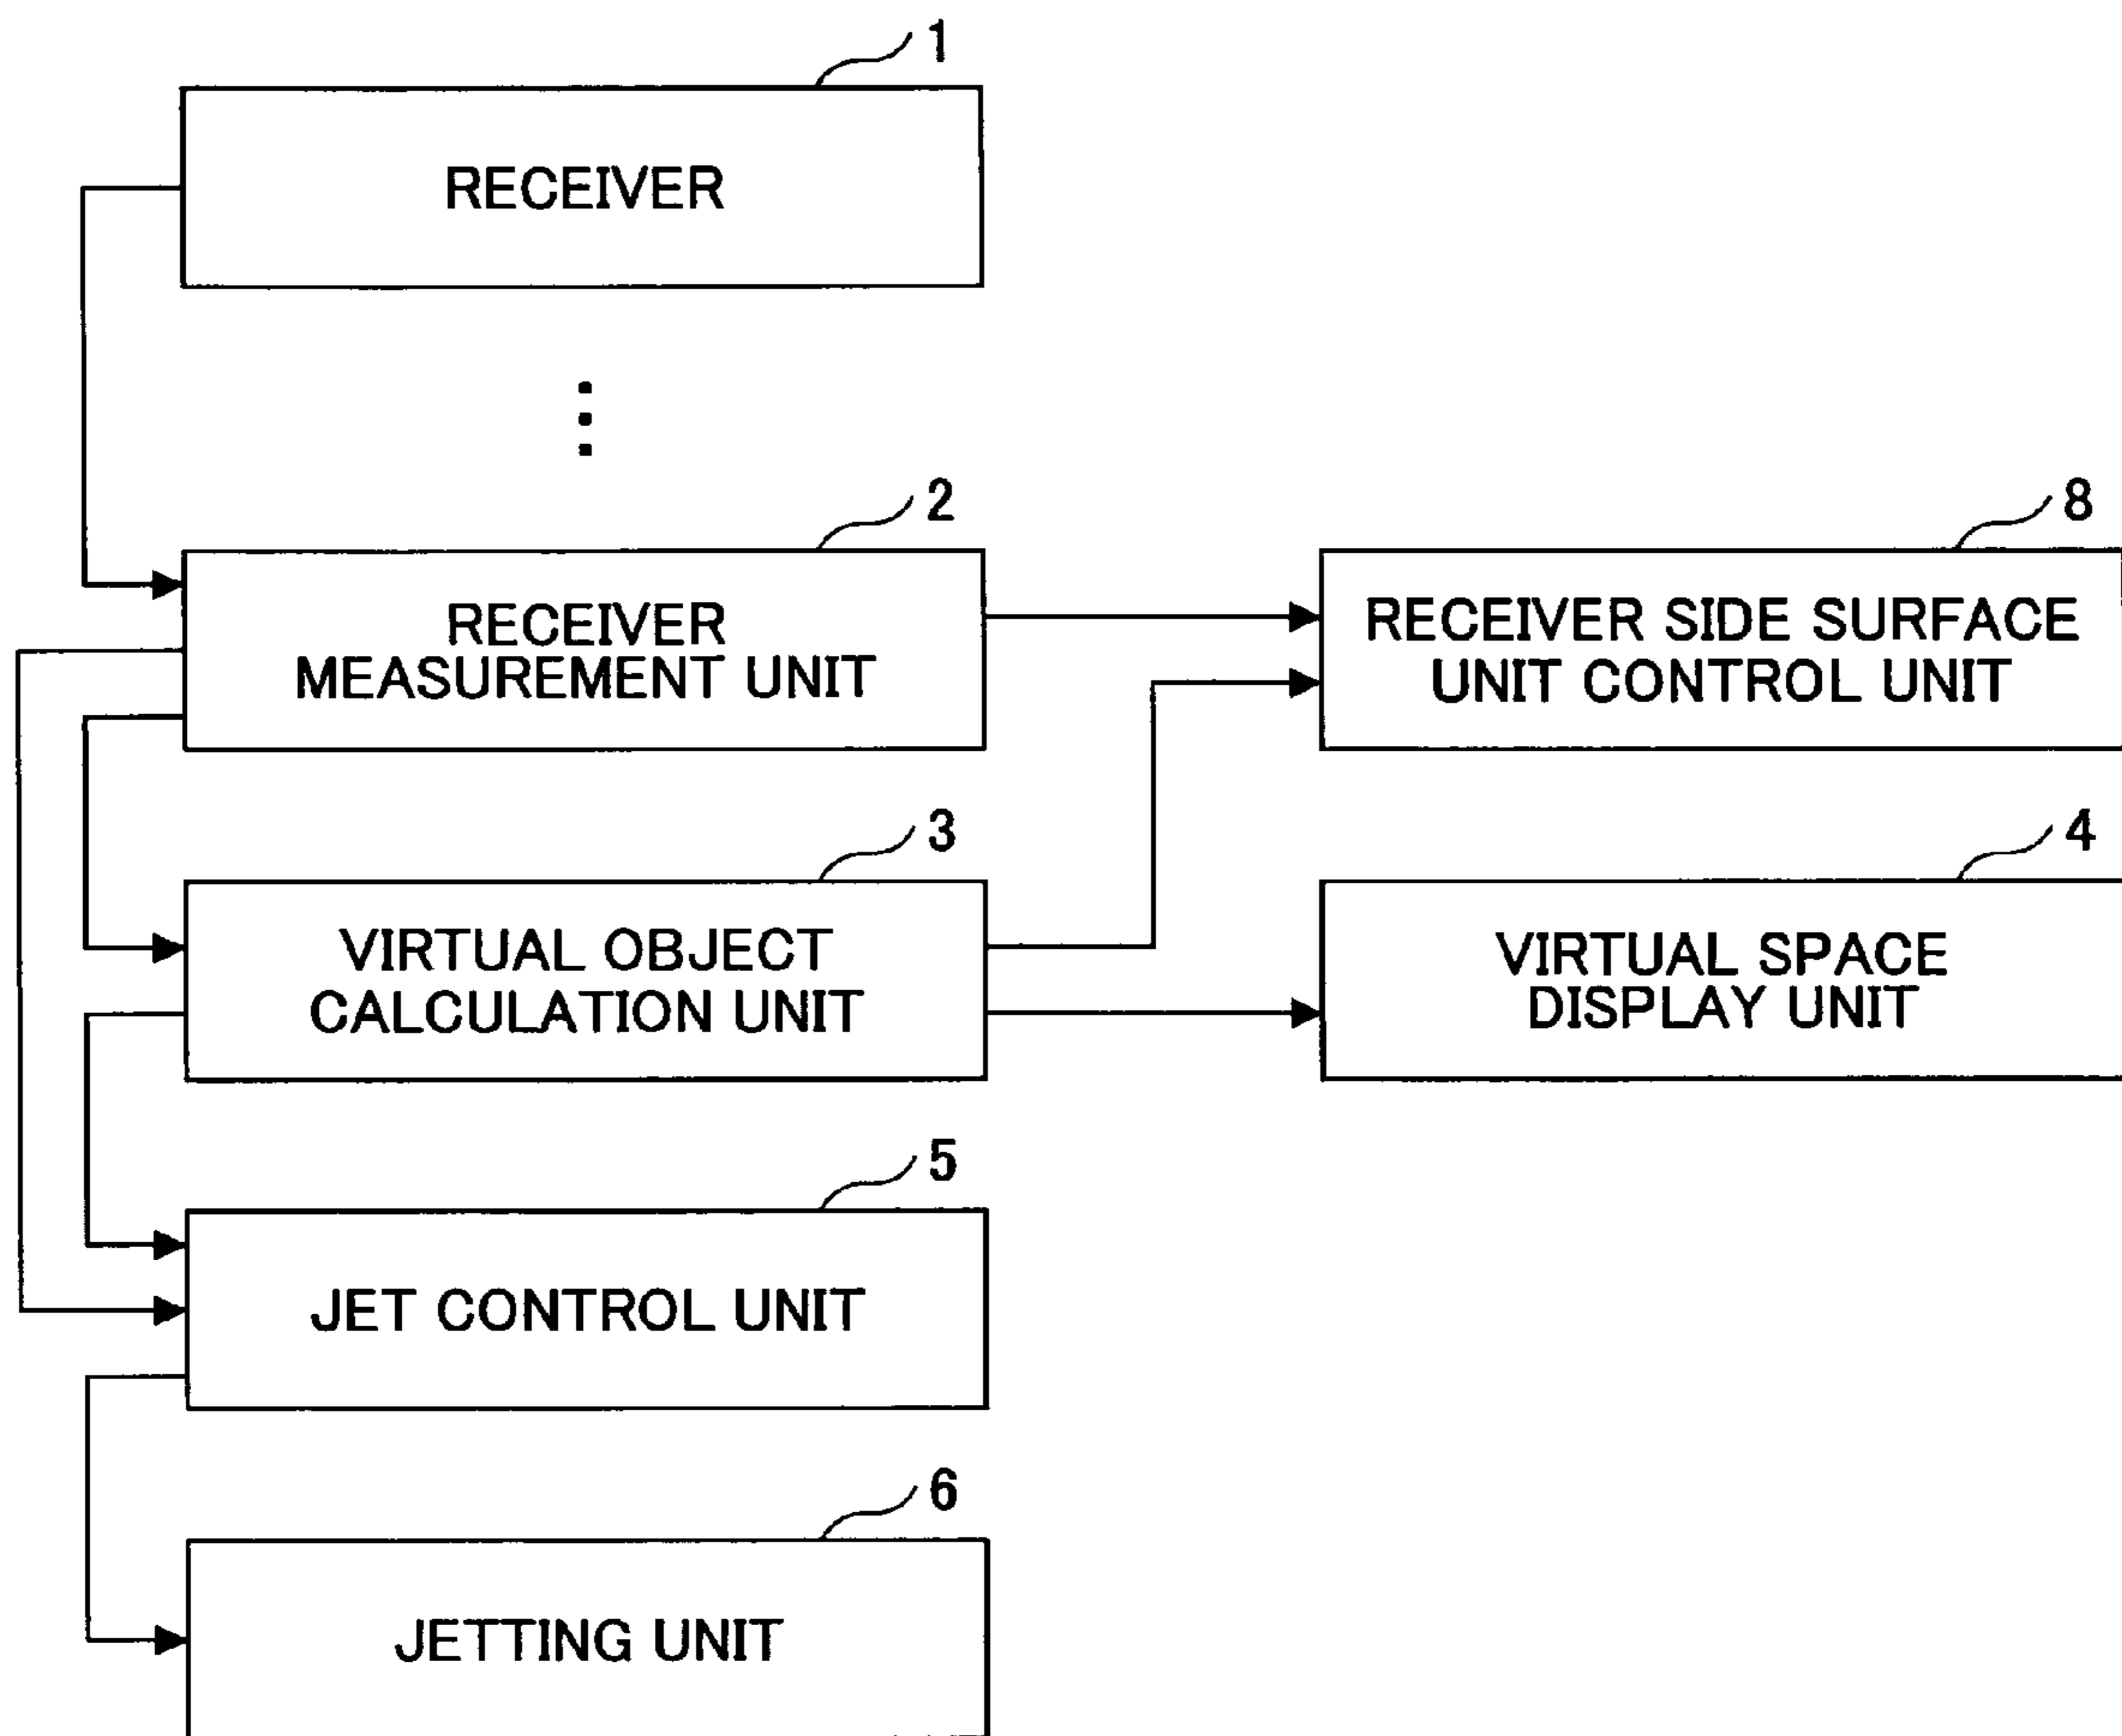 1
RECEIVER
2
RECEIVER
MEASUREMENT UNIT
8
RECEIVER SIDE SURFACE
UNIT CONTROL UNIT
3
VIRTUAL OBJECT
CALCULATION UNIT
4
VIRTUAL SPACE
DISPLAY UNIT
5
JET CONTROL UNIT
6
JETTING UNIT